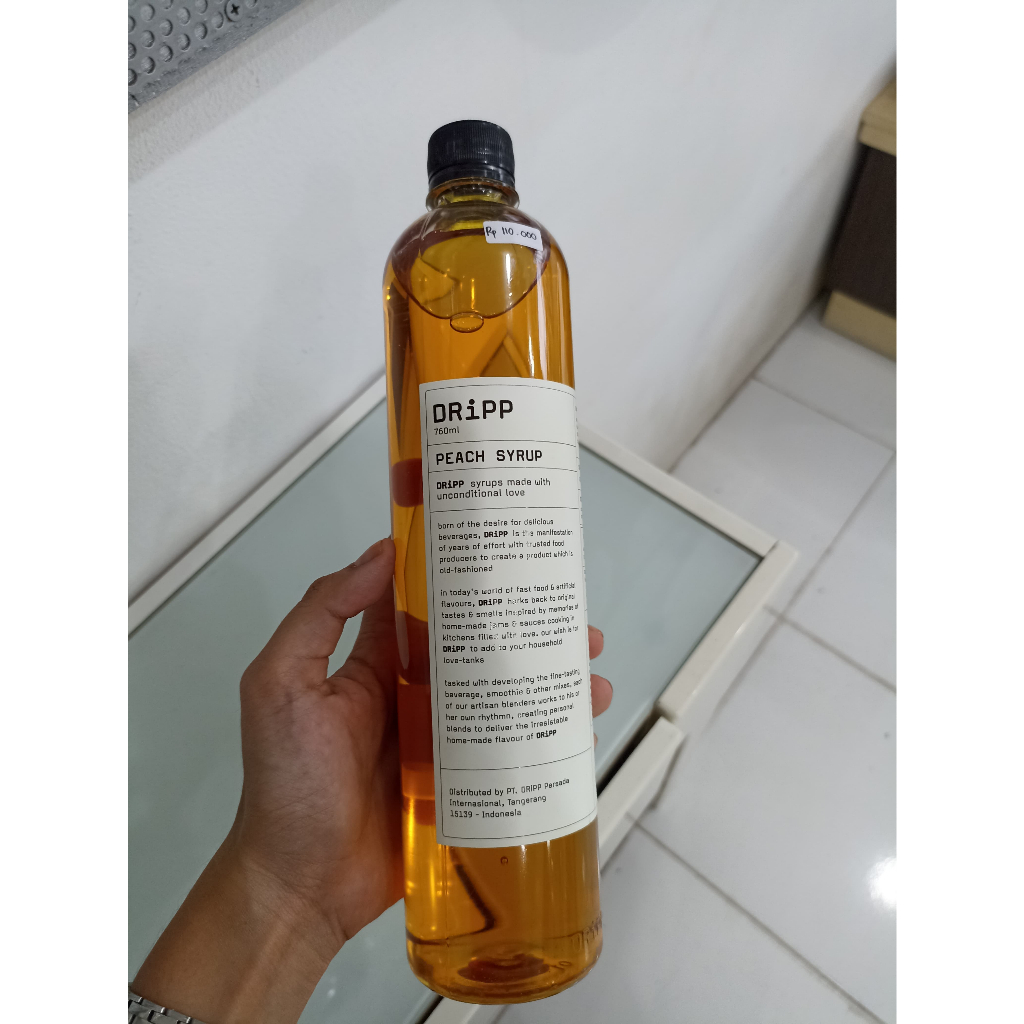 Rp 110.000
DRiPP
760ml
PEACH SYRUP
DRiPP syrups made with
unconditional love
born of the desire for delicious
beverages, DRiPP is the manifestation
of years of effort with trusted food
producers to create a product which is
old-fashioned
in today's world of fast food & artificial
flavours, DRiPP harks back to original
tastes & smells inspired by memories of
home-made jams & sauces cooking in
kitchens filled with love. our wish is for
DRiPP to add to your household
love-tanks
tasked with developing the fine-tasting
beverage, smoothie & other mixes, each
of our artisan blenders works to his or
her own rhythm, creating personal
blends to deliver the irresistable
home-made flavour of DRiPP
Distributed by PT. DRIPP Persada
Internasional, Tangerang
15139 - Indonesia